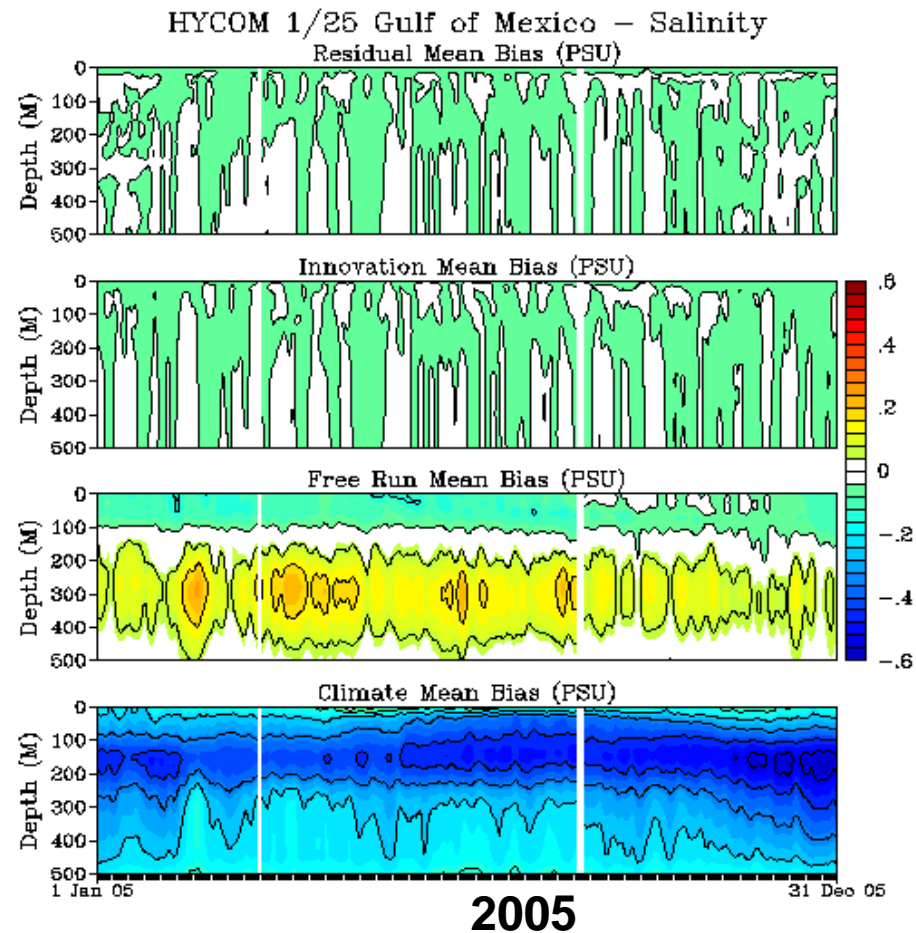 HYCOM 1/25 Gulf of Mexico – Salinity
Residual Mean Bias (PSU)
0
100
200
300
400
500
Depth (M)
Innovation Mean Bias (PSU)
0
100
200
300
400
500
Depth (M)
.6
.4
.2
0
-.2
-.4
-.6
Free Run Mean Bias (PSU)
0
100
200
300
400
500
Depth (M)
Climate Mean Bias (PSU)
0
100
200
300
400
500
Depth (M)
1 Jan 05
31 Dec 05
2005